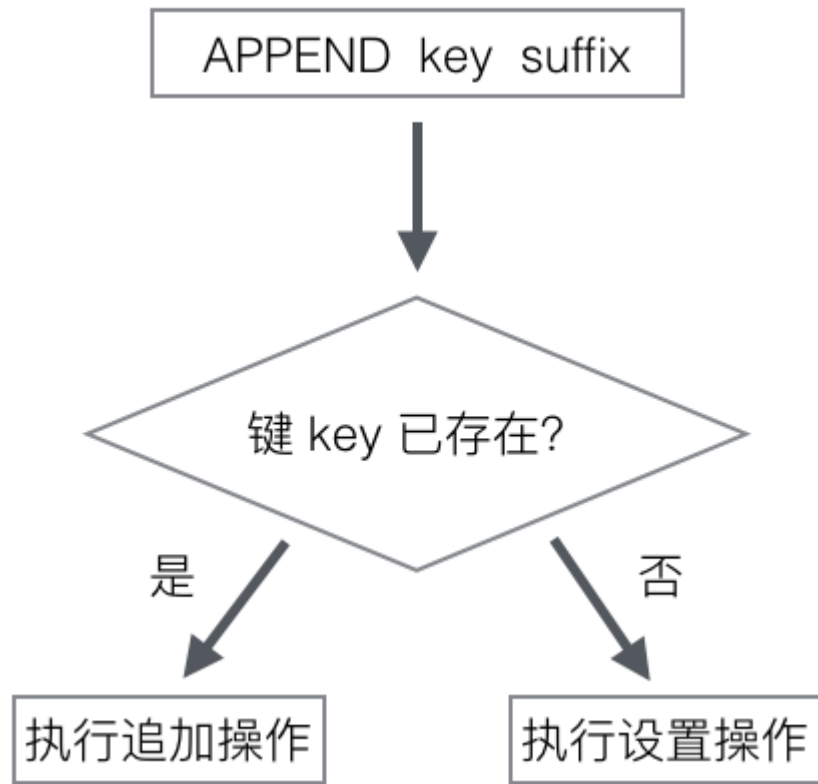 APPEND key suffix
键 key 已存在?
是
否
执行追加操作
执行设置操作